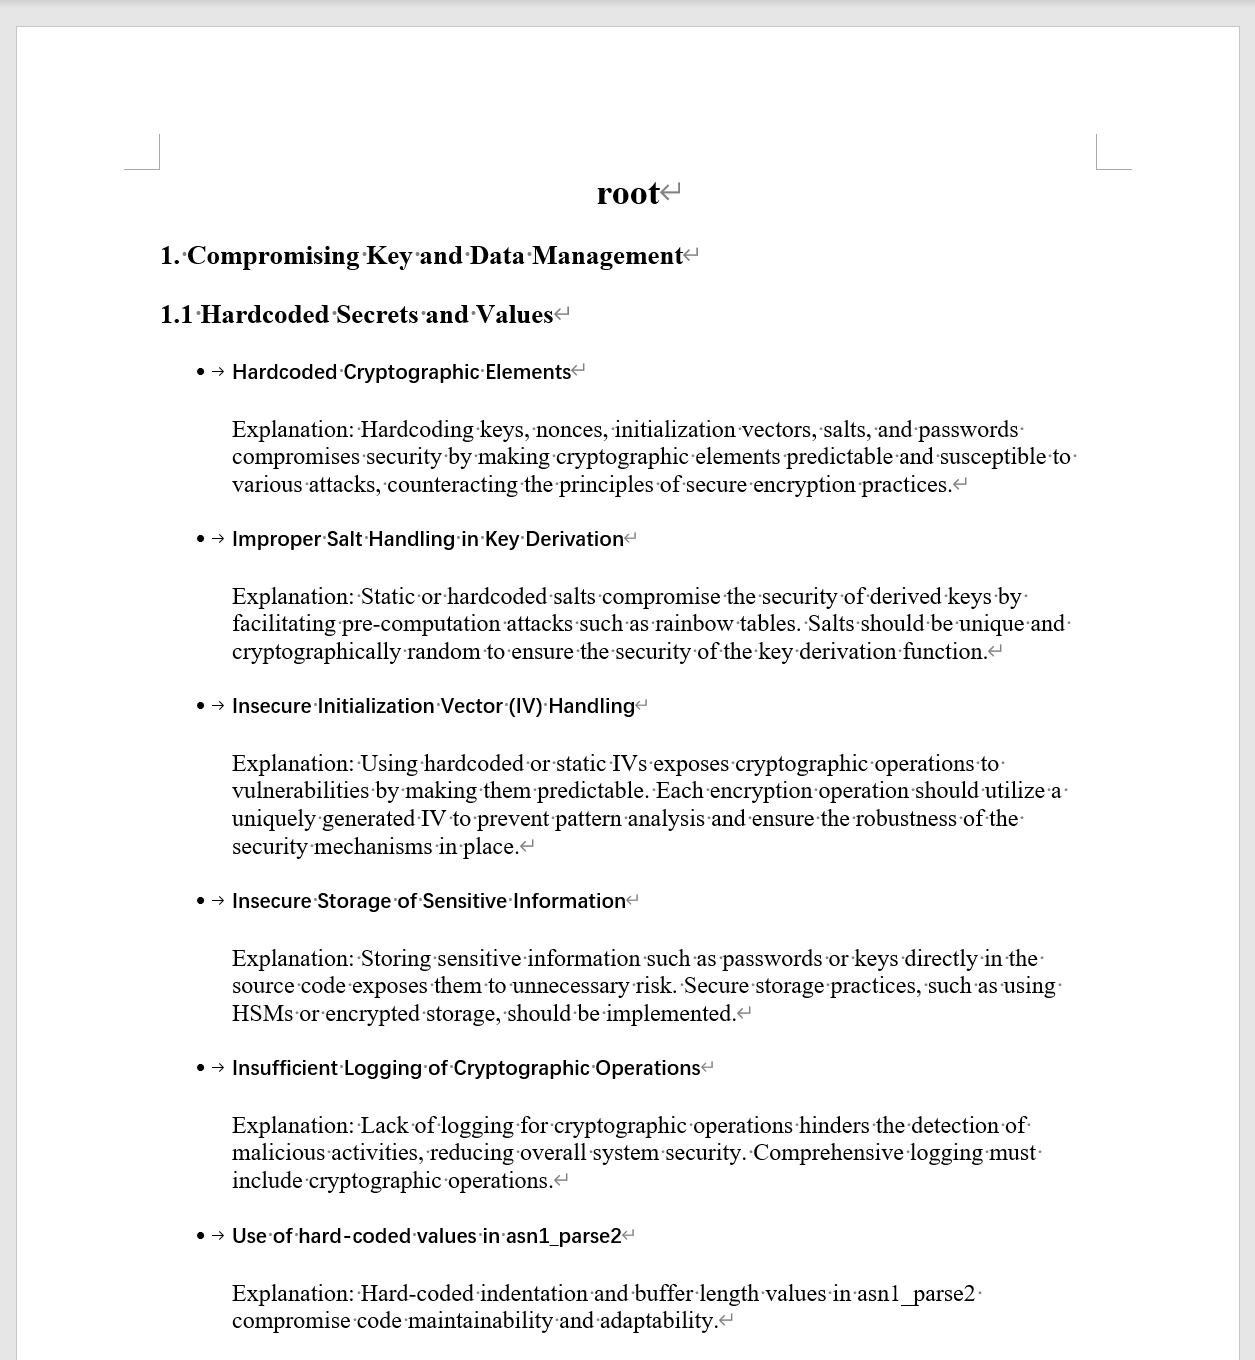 root
1. Compromising Key and Data Management
1.1 Hardcoded Secrets and Values
• Hardcoded Cryptographic Elements
Explanation: Hardcoding keys, nonces, initialization vectors, salts, and passwords
compromises security by making cryptographic elements predictable and susceptible to
various attacks, counteracting the principles of secure encryption practices.
• Improper Salt Handling in Key Derivation
Explanation: Static or hardcoded salts compromise the security of derived keys by
facilitating pre-computation attacks such as rainbow tables. Salts should be unique and
cryptographically random to ensure the security of the key derivation function.
• Insecure Initialization Vector (IV) Handling
Explanation: Using hardcoded or static IVs exposes cryptographic operations to
vulnerabilities by making them predictable. Each encryption operation should utilize a
uniquely generated IV to prevent pattern analysis and ensure the robustness of the
security mechanisms in place.
• Insecure Storage of Sensitive Information
Explanation: Storing sensitive information such as passwords or keys directly in the
source code exposes them to unnecessary risk. Secure storage practices, such as using
HSMs or encrypted storage, should be implemented.
• Insufficient Logging of Cryptographic Operations
Explanation: Lack of logging for cryptographic operations hinders the detection of
malicious activities, reducing overall system security. Comprehensive logging must
include cryptographic operations.
• Use of hard-coded values in asn1_parse2
Explanation: Hard-coded indentation and buffer length values in asn1_parse2
compromise code maintainability and adaptability.